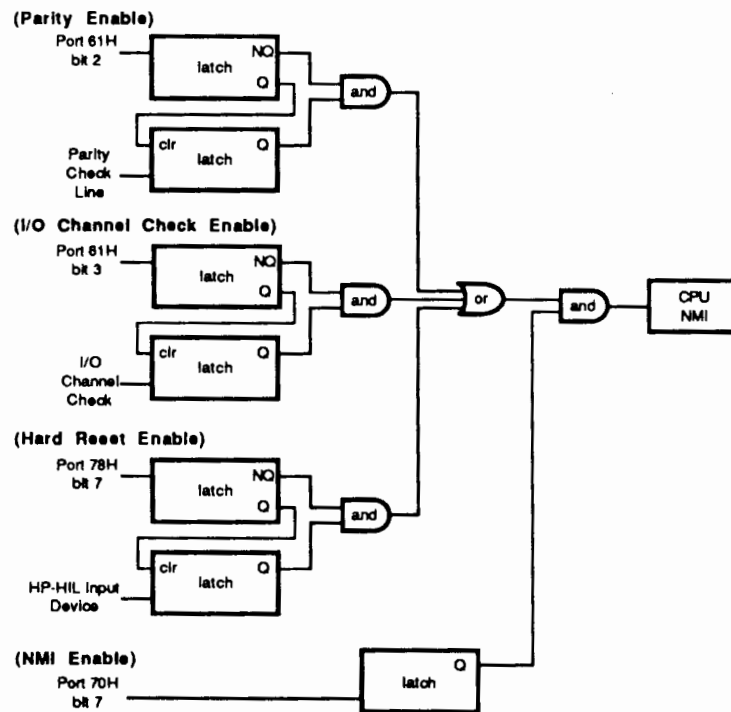 (Parity Enable)
Port 61H
bit 2
NQ
latch
Q
and
clr
Q
latch
Parity
Check
Line
(I/O Channel Check Enable)
Port 61H
bit 3
NQ
latch
Q
and
or
and
CPU
NMI
clr
Q
latch
I/O
Channel
Check
(Hard Reset Enable)
Port 78H
bit 7
NQ
latch
Q
and
clr
Q
latch
HP-HIL Input
Device
(NMI Enable)
Port 70H
bit 7
Q
latch